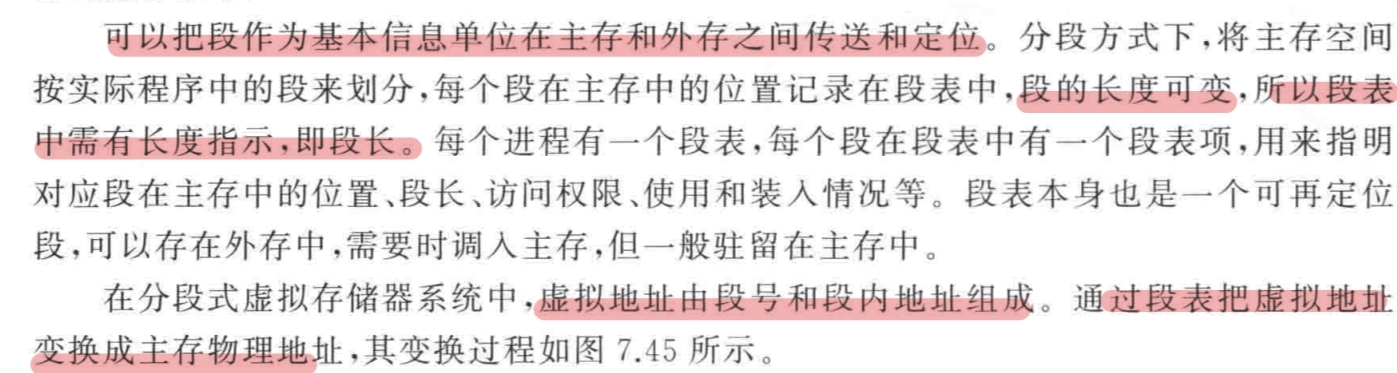 可以把段作为基本信息单位在主存和外存之间传送和定位。分段方式下,将主存空间
按实际程序中的段来划分,每个段在主存中的位置记录在段表中,段的长度可变,所以段表
中需有长度指示,即段长。每个进程有一个段表,每个段在段表中有一个段表项,用来指明
对应段在主存中的位置、段长、访问权限、使用和装入情况等。段表本身也是一个可再定位
段,可以存在外存中,需要时调入主存,但一般驻留在主存中。
在分段式虚拟存储器系统中,虚拟地址由段号和段内地址组成。通过段表把虚拟地址
变换成主存物理地址,其变换过程如图 7.45 所示。